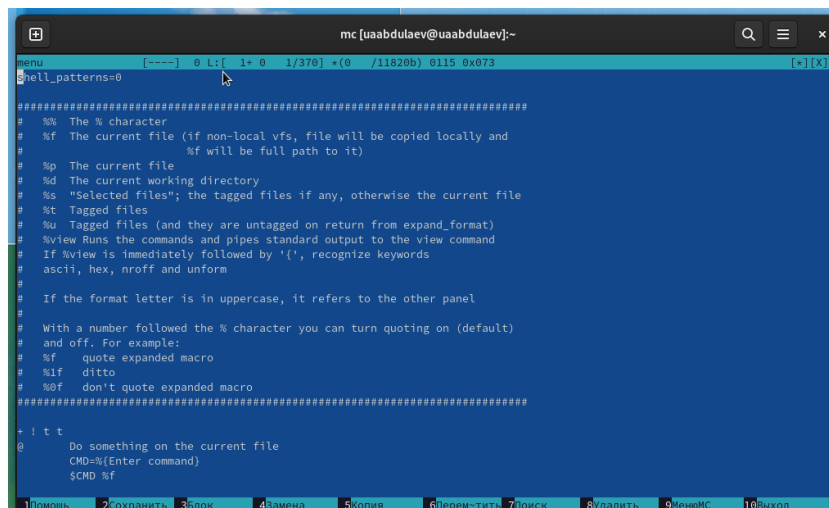 mc [uaabdulaev@uaabdulaev]:~
menu [----] 0 L:[ 1+ 0 1/370] *(0 /11820b) 0115 0x073 [*][X]
shell_patterns=0
################################################################################
# %% The % character
# %f The current file (if non-local vfs, file will be copied locally and
# %f will be full path to it)
# %p The current file
# %d The current working directory
# %s "Selected files"; the tagged files if any, otherwise the current file
# %t Tagged files
# %u Tagged files (and they are untagged on return from expand_format)
# %view Runs the commands and pipes standard output to the view command
# If %view is immediately followed by '{', recognize keywords
# ascii, hex, nroff and unform
#
# If the format letter is in uppercase, it refers to the other panel
#
# With a number followed the % character you can turn quoting on (default)
# and off. For example:
# %f quote expanded macro
# %1f ditto
# %0f don't quote expanded macro
################################################################################
+ ! t t
@ Do something on the current file
CMD=%{Enter command}
$CMD %f
1Помощь 2Сохранить 3Блок 4Замена 5Копия 6Перем~тить 7Поиск 8Удалить 9МенюМС 10Выход